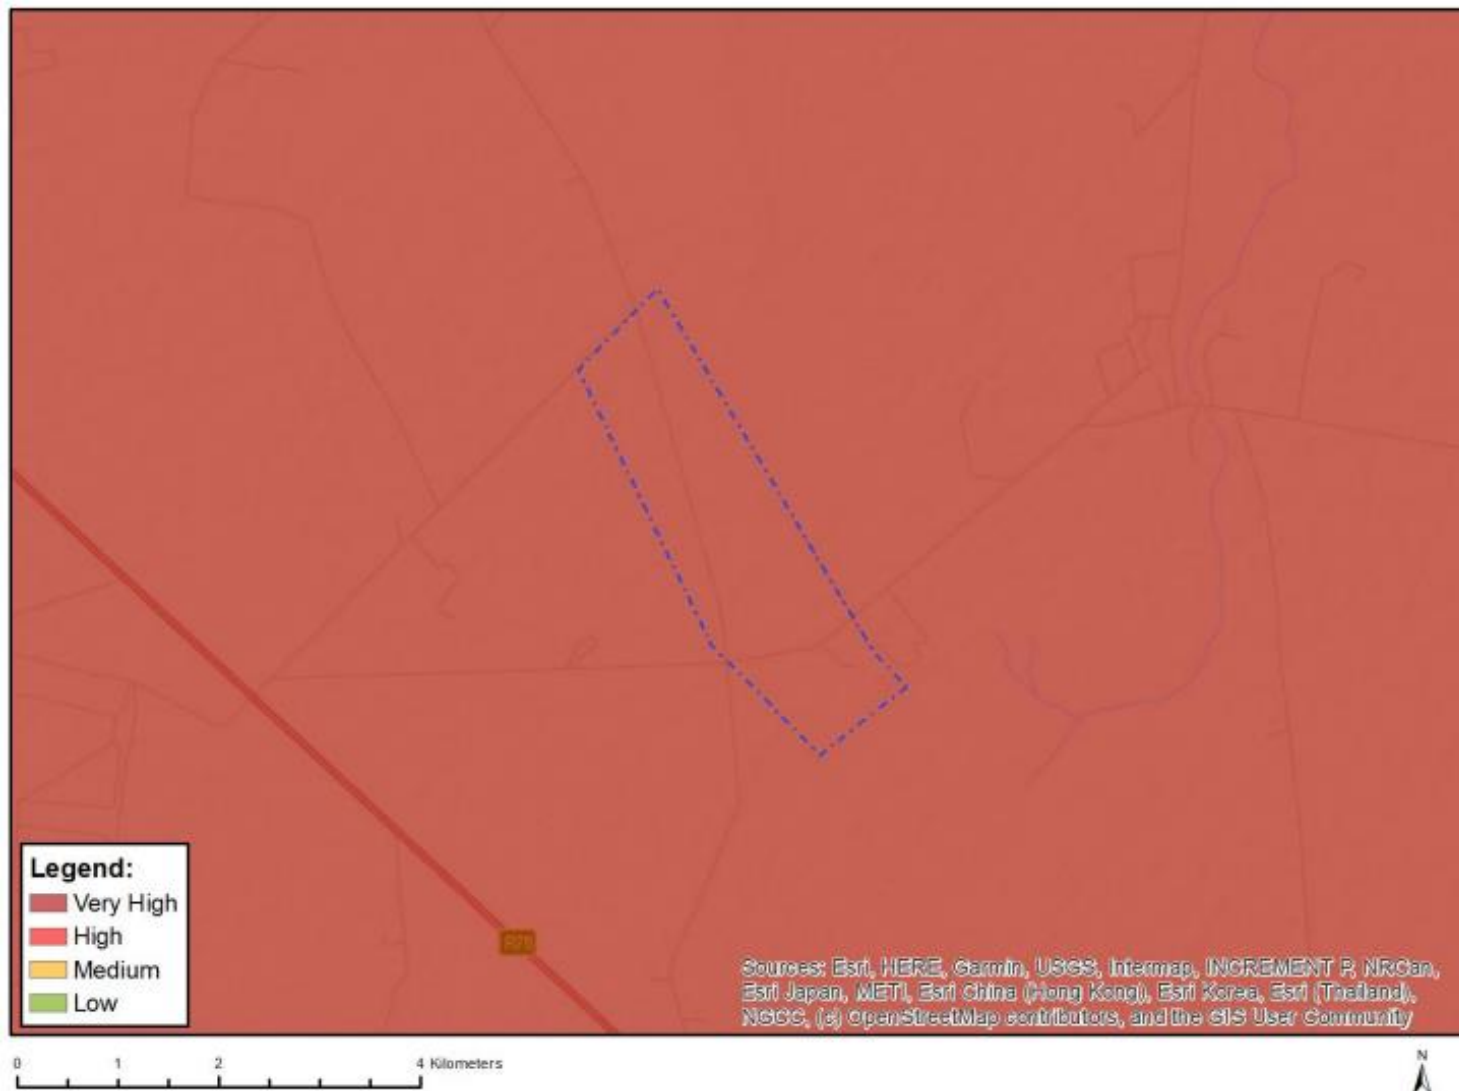 Legend:
Very High
High
Medium
Low
Sources: Esri, HERE, Garmin, USGS, Intermap, INCREMENT P, NRCan,
Esri Japan, METI, Esri China (Hong Kong), Esri Korea, Esri (Thailand),
NGCC, (c) OpenStreetMap contributors, and the GIS User Community
0 1 2 4 Kilometers
N